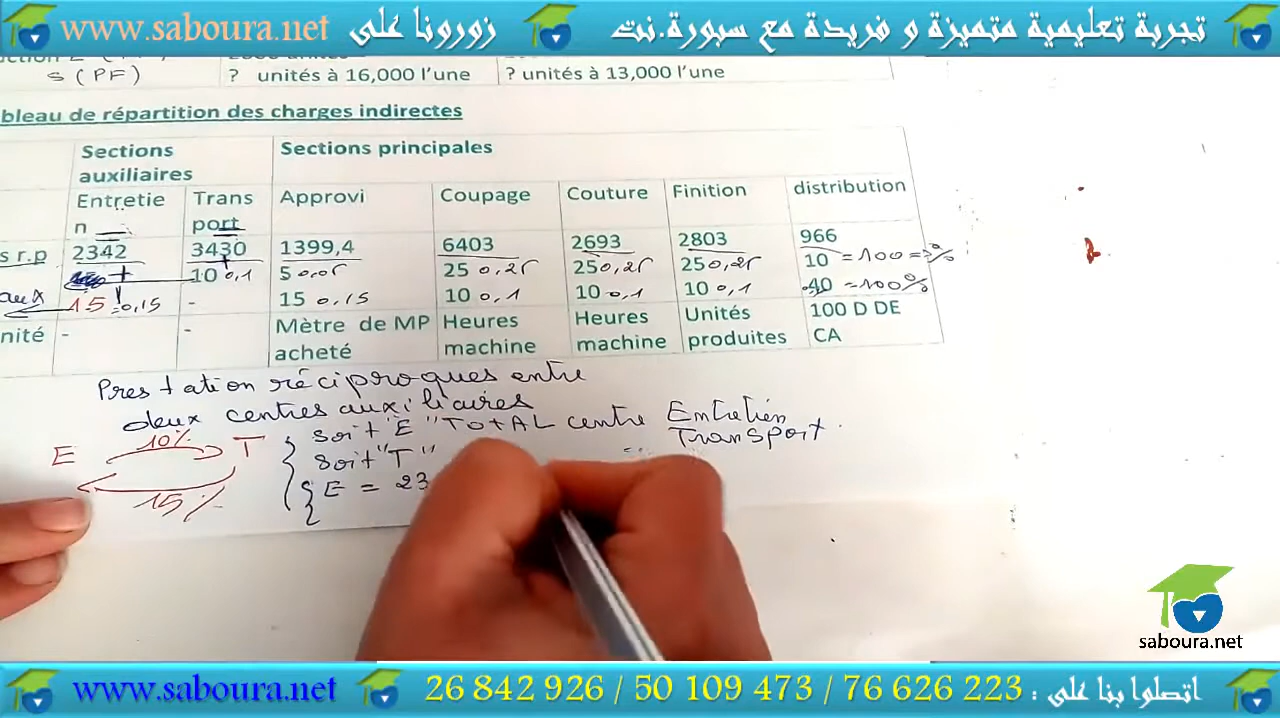 www.saboura.net زورونا على تجربة تعليمية متميزة و فريدة مع سبورة.نت
S (PF) ? unités à 16,000 l’une ? unités à 13,000 l’une
bleau de répartition des charges indirectes
Sections auxiliaires Sections principales
Entretien Transport Approvi Coupage Couture Finition distribution
s r.p 2342 3430 1399,4 6403 2693 2803 966
10 0,1 5 0,05 25 0,25 25 0,25 25 0,25 10 = 100 = %
aux 15 0,15 - 15 0,15 10 0,1 10 0,1 10 0,1 40 = 100%
nité - - Mètre de MP acheté Heures machine Heures machine Unités produites 100 D DE CA
Prestation réciproques entre
deux centres auxiliaires
E 10% T
15%
soit "E" TOTAL centre Entretien
soit "T" Transport
E = 23
saboura.net
www.saboura.net 26 842 926 / 50 109 473 / 76 626 223 : اتصلوا بنا على